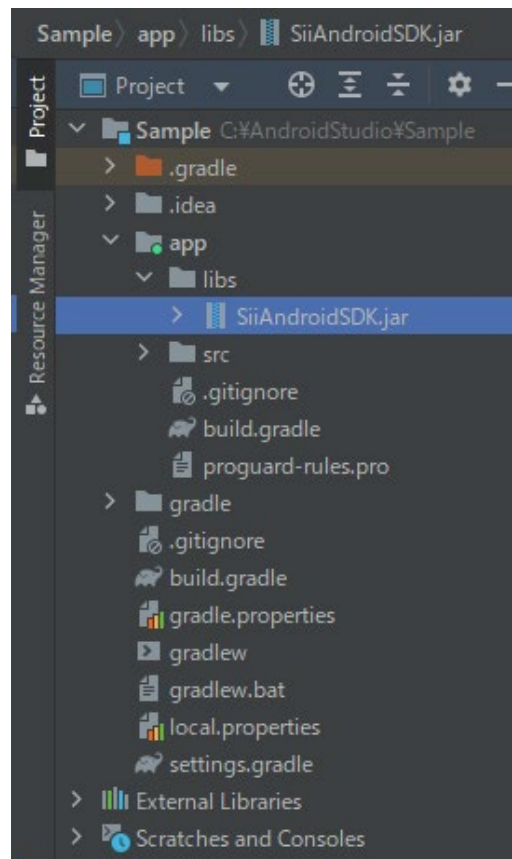 Sample 〉 app 〉 libs 〉 SiiAndroidSDK.jar
Project
Project
Sample C:¥AndroidStudio¥Sample
.gradle
.idea
app
libs
SiiAndroidSDK.jar
src
.gitignore
build.gradle
proguard-rules.pro
gradle
.gitignore
build.gradle
gradle.properties
gradlew
gradlew.bat
local.properties
settings.gradle
External Libraries
Scratches and Consoles
Resource Manager